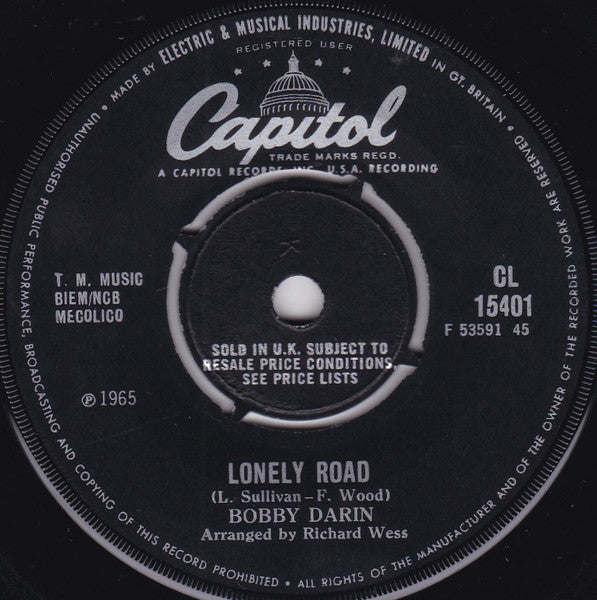 MADE BY ELECTRIC & MUSICAL INDUSTRIES, LIMITED IN GT. BRITAIN • ALL RIGHTS OF THE MANUFACTURER AND OF THE OWNER OF THE RECORDED WORK ARE RESERVED
UNAUTHORISED PUBLIC PERFORMANCE, BROADCASTING AND COPYING OF THIS RECORD PROHIBITED •
REGISTERED USER
Capitol
TRADE MARKS REGD.
A CAPITOL RECORDS, INC., U.S.A. RECORDING
T. M. MUSIC
BIEM/NCB
MECOLICO
℗ 1965
CL
15401
F 53591 45
SOLD IN U.K. SUBJECT TO
RESALE PRICE CONDITIONS,
SEE PRICE LISTS
LONELY ROAD
(L. Sullivan – F. Wood)
BOBBY DARIN
Arranged by Richard Wess